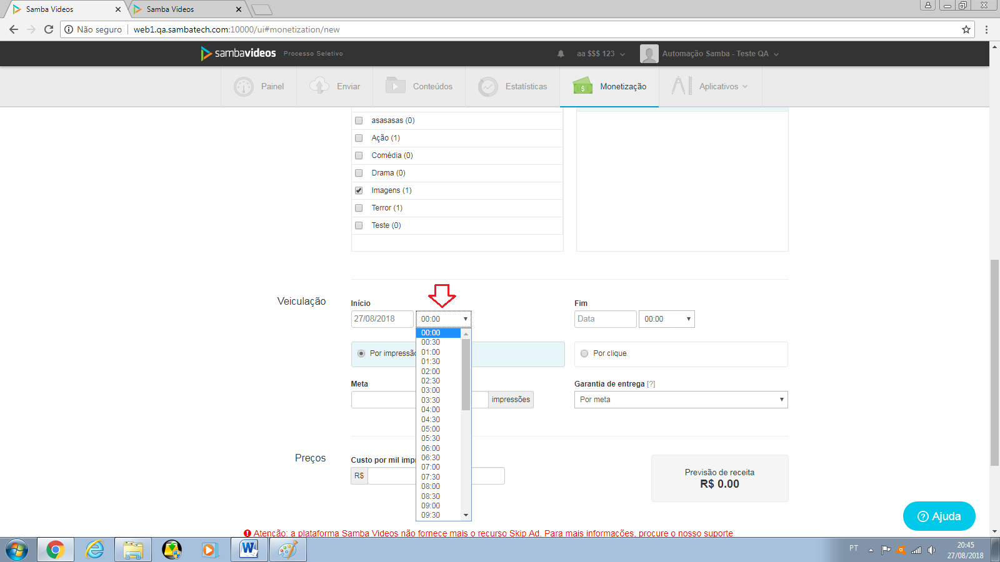 Samba Videos
Samba Videos
Não seguro
web1.qa.sambatech.com:10000/ui#monetization/new
sambavideos Processo Seletivo
aa $$$ 123
Automação Samba - Teste QA
Painel
Enviar
Conteúdos
Estatísticas
Monetização
Aplicativos
asasasas (0)
Ação (1)
Comédia (0)
Drama (0)
Imagens (1)
Terror (1)
Teste (0)
Veiculação
Início
27/08/2018
00:00
Fim
Data
00:00
00:00
00:30
01:00
01:30
02:00
02:30
03:00
03:30
04:00
04:30
05:00
05:30
06:00
06:30
07:00
07:30
08:00
08:30
09:00
09:30
Por impressão
Por clique
Meta
impressões
Garantia de entrega [?]
Por meta
Preços
Custo por mil imp
R$
Previsão de receita
R$ 0.00
Ajuda
Atenção: a plataforma Samba Videos não fornece mais o recurso Skip Ad. Para mais informações, procure o nosso suporte
PT
20:45
27/08/2018